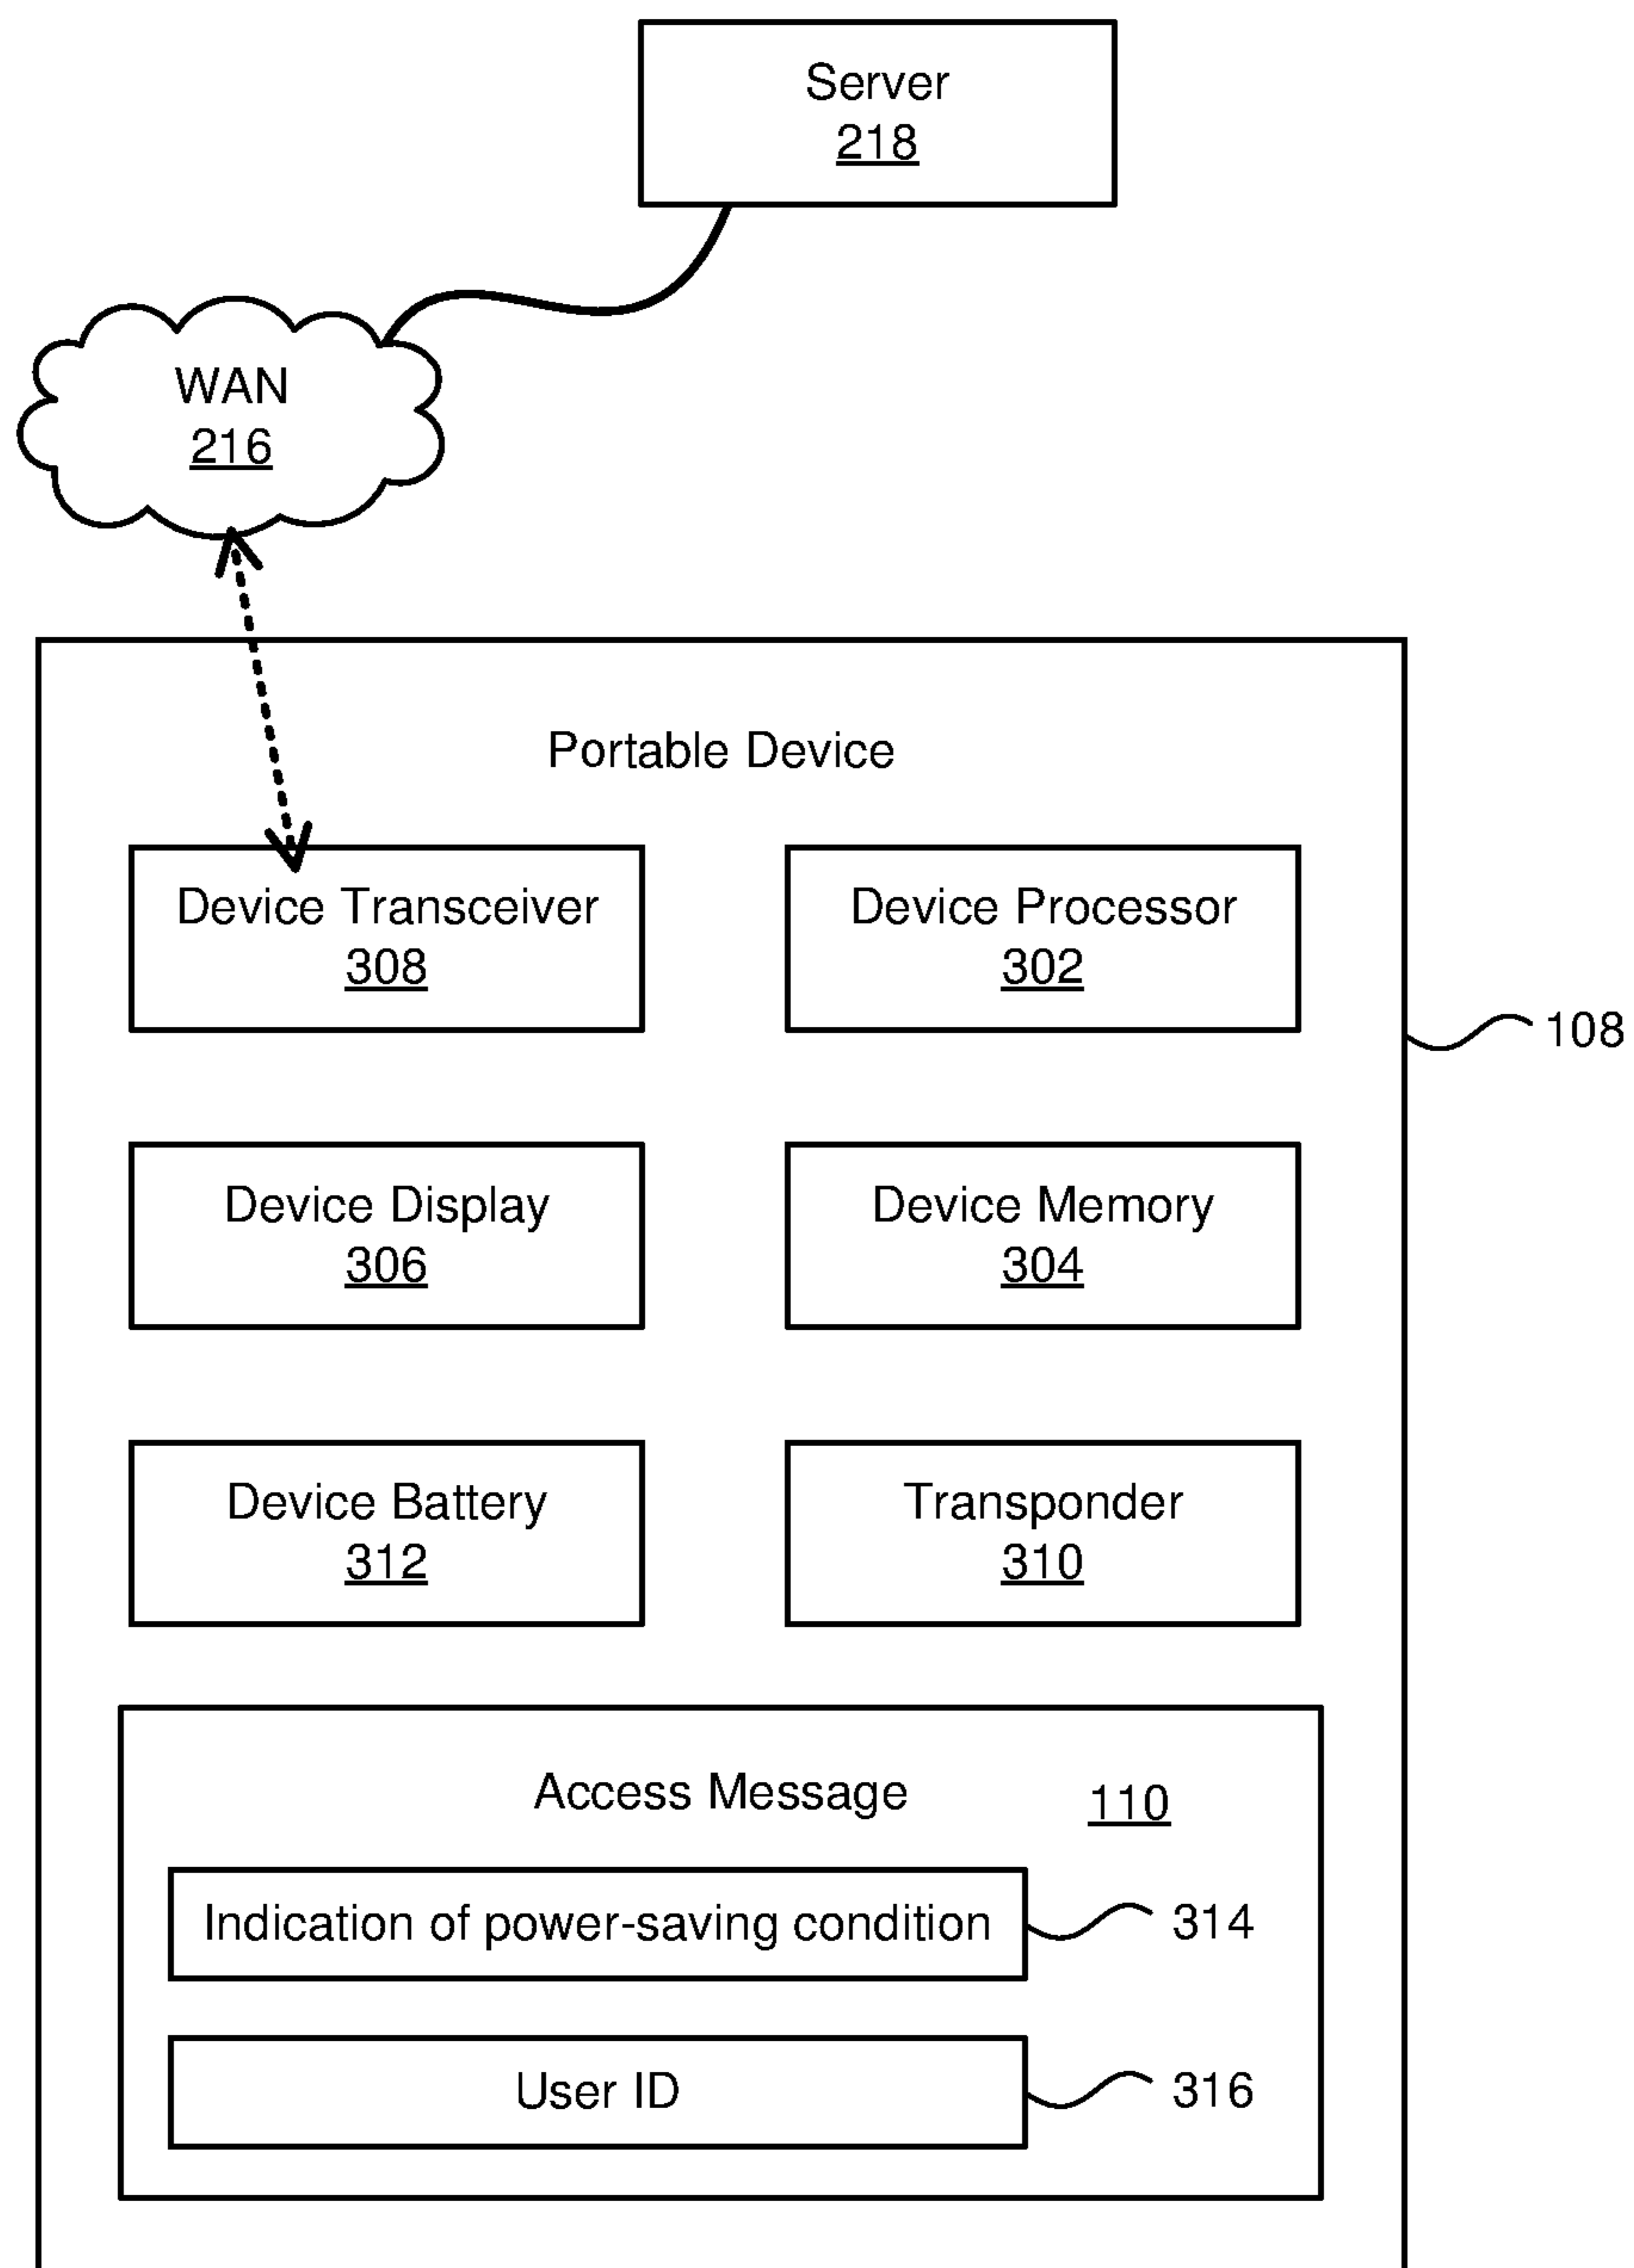 Server
218
WAN
216
Portable Device
Device Transceiver
308
Device Processor
302
108
Device Display
306
Device Memory
304
Device Battery
312
Transponder
310
Access Message
110
Indication of power-saving condition
314
User ID
316